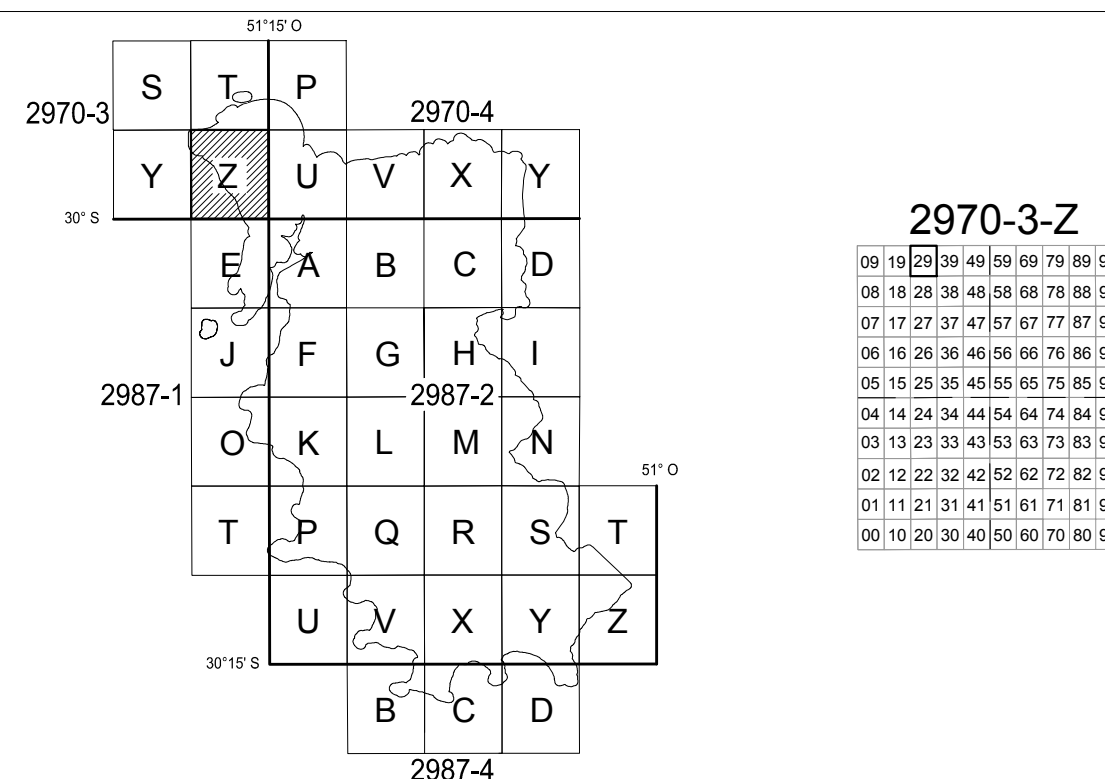 51°15' O
S T P
2970-3 2970-4
Y Z U V X Y
30° S
E A B C D
J F G H I
2987-1 2987-2
O K L M N
51° O
T P Q R S T
U V X Y Z
30°15' S
B C D
2987-4
2970-3-Z
09 19 29 39 49 59 69 79 89
08 18 28 38 48 58 68 78 88
07 17 27 37 47 57 67 77 87
06 16 26 36 46 56 66 76 86
05 15 25 35 45 55 65 75 85
04 14 24 34 44 54 64 74 84
03 13 23 33 43 53 63 73 83
02 12 22 32 42 52 62 72 82
01 11 21 31 41 51 61 71 81
00 10 20 30 40 50 60 70 80